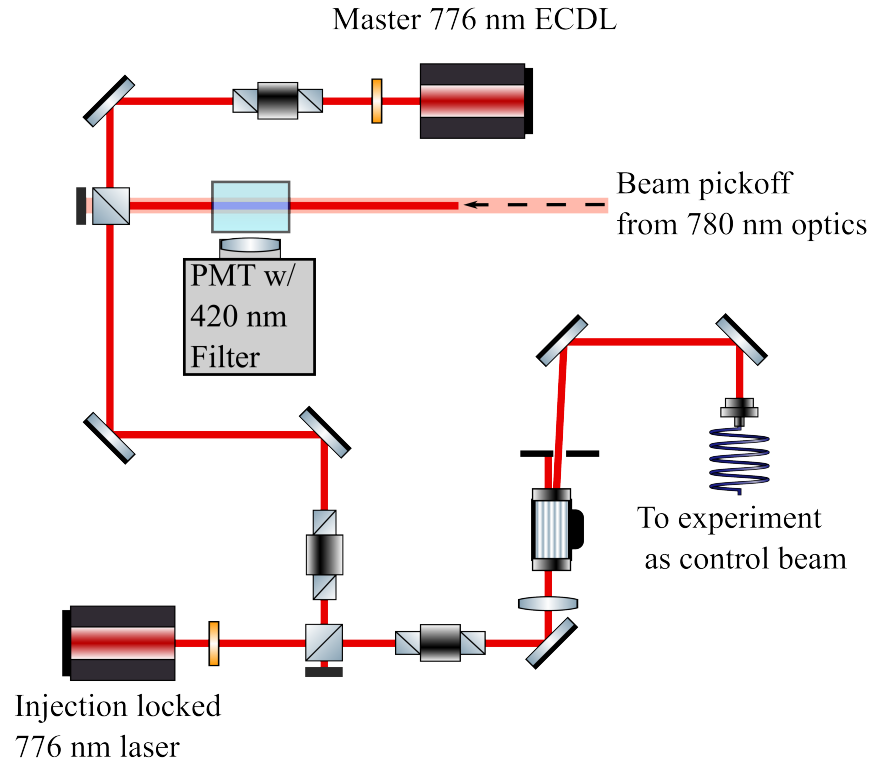 Master 776 nm ECDL
Beam pickoff
from 780 nm optics
PMT w/
420 nm
Filter
To experiment
as control beam
Injection locked
776 nm laser